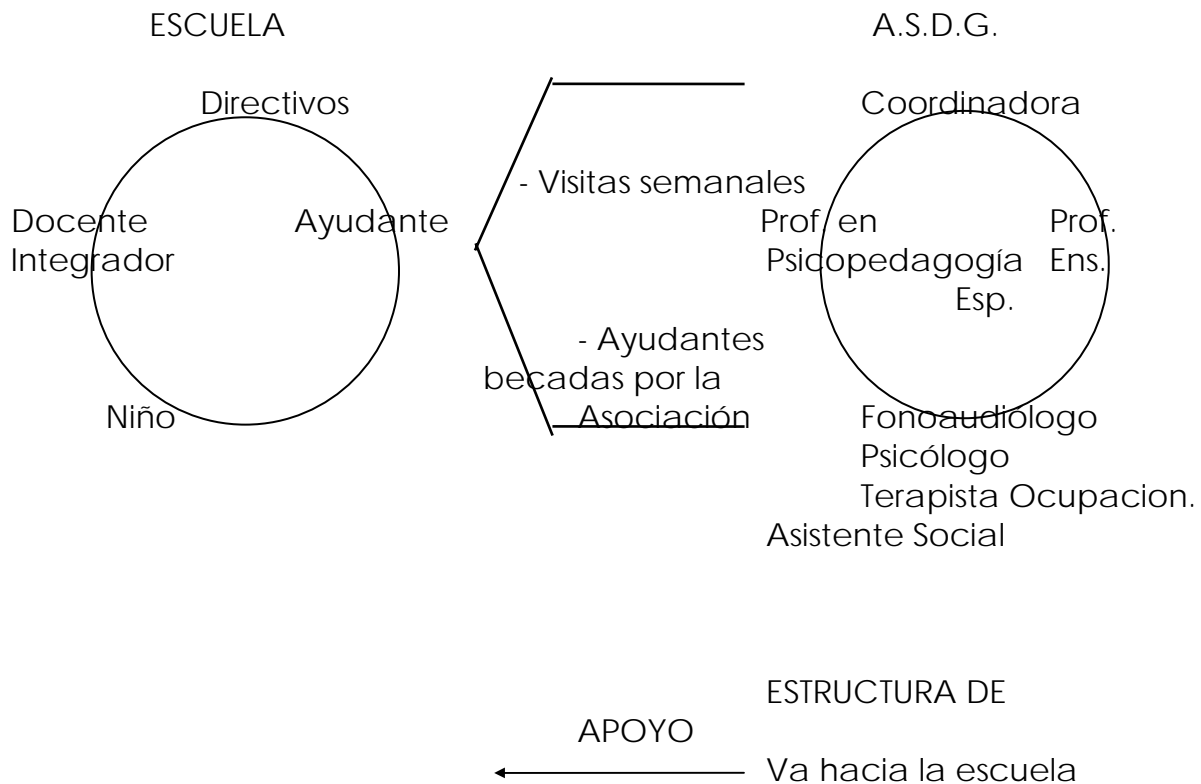 ESCUELA A.S.D.G.
Directivos Coordinadora
- Visitas semanales
Docente Ayudante Prof. en Prof.
Integrador Psicopedagogía Ens.
Esp.
- Ayudantes
becadas por la
Niño Asociación Fonoaudiólogo
Psicólogo
Terapista Ocupacion.
Asistente Social
ESTRUCTURA DE
APOYO
Va hacia la escuela